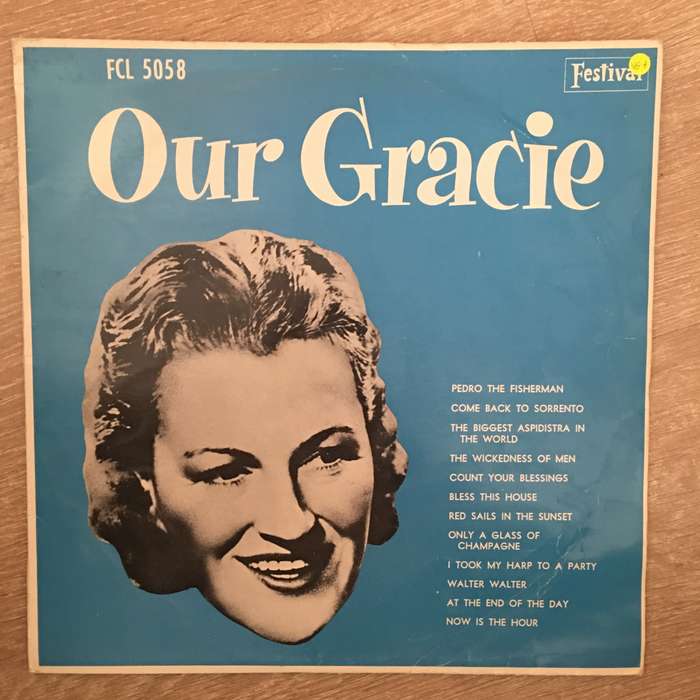 FCL 5058
Festival
Our Gracie
PEDRO THE FISHERMAN
COME BACK TO SORRENTO
THE BIGGEST ASPIDISTRA IN
THE WORLD
THE WICKEDNESS OF MEN
COUNT YOUR BLESSINGS
BLESS THIS HOUSE
RED SAILS IN THE SUNSET
ONLY A GLASS OF
CHAMPAGNE
I TOOK MY HARP TO A PARTY
WALTER WALTER
AT THE END OF THE DAY
NOW IS THE HOUR